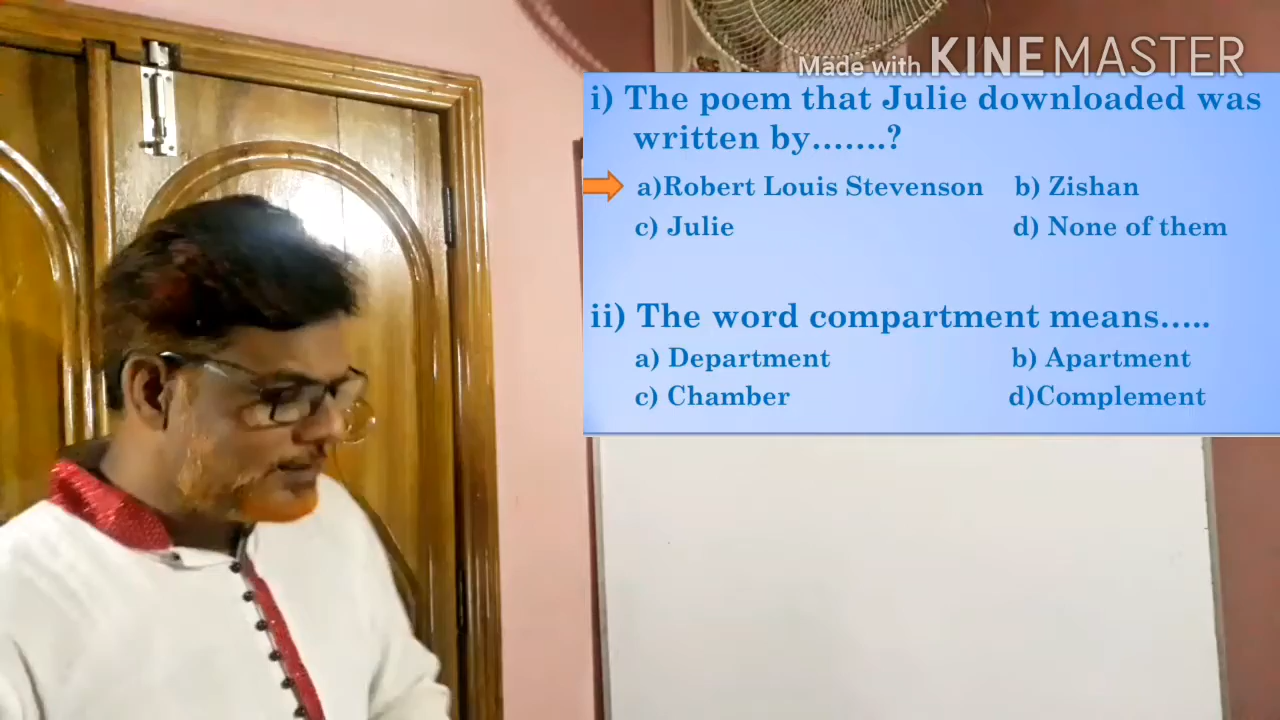 Made with KINEMASTER
i) The poem that Julie downloaded was
written by…….?
a)Robert Louis Stevenson b) Zishan
c) Julie d) None of them
ii) The word compartment means…..
a) Department b) Apartment
c) Chamber d)Complement